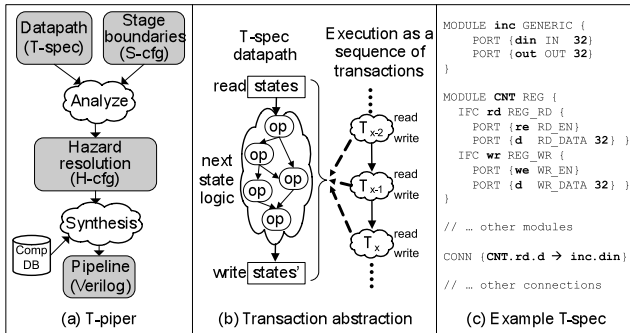 Datapath
(T-spec)
Stage
boundaries
(S-cfg)
Analyze
Hazard
resolution
(H-cfg)
Synthesis
Comp
DB
Pipeline
(Verilog)
(a) T-piper
T-spec
datapath
read
states
op
op
op
op
op
next
state
logic
write
states'
Execution as a
sequence of
transactions
Tx-2
read
write
Tx-1
read
write
Tx
read
write
(b) Transaction abstraction
MODULE inc GENERIC {
PORT {din IN 32}
PORT {out OUT 32}
}
MODULE CNT REG {
IFC rd REG_RD {
PORT {re RD_EN}
PORT {d RD_DATA 32} }
IFC wr REG_WR {
PORT {we WR_EN}
PORT {d WR_DATA 32} }
}
// … other modules
CONN {CNT.rd.d → inc.din}
// … other connections
(c) Example T-spec